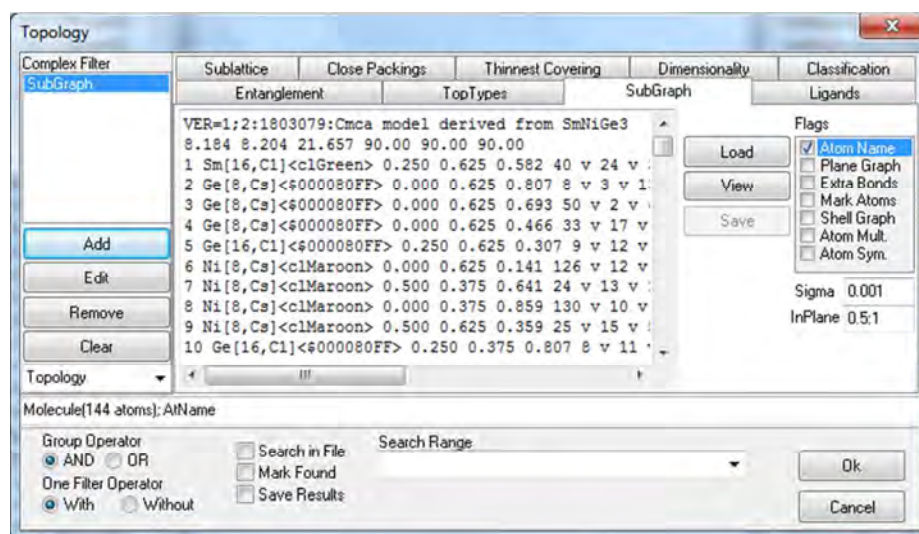 Topology
Complex Filter
SubGraph
Sublattice Close Packings Thinnest Covering Dimensionality Classification
Entanglement TopTypes SubGraph Ligands
VER=1;2:1803079:Cmca model derived from SmNiGe3
8.184 8.204 21.657 90.00 90.00 90.00
1 Sm[16,C1]<clGreen> 0.250 0.625 0.582 40 v 24 v
2 Ge[8,Cs]<$000080FF> 0.000 0.625 0.807 8 v 3 v 1
3 Ge[8,Cs]<$000080FF> 0.000 0.625 0.693 50 v 2 v
4 Ge[8,Cs]<$000080FF> 0.000 0.625 0.466 33 v 17 v
5 Ge[16,C1]<$000080FF> 0.250 0.625 0.307 9 v 12 v
6 Ni[8,Cs]<clMaroon> 0.000 0.625 0.141 126 v 12 v
7 Ni[8,Cs]<clMaroon> 0.500 0.375 0.641 24 v 13 v
8 Ni[8,Cs]<clMaroon> 0.000 0.375 0.859 130 v 10 v
9 Ni[8,Cs]<clMaroon> 0.500 0.625 0.359 25 v 15 v
10 Ge[16,C1]<$000080FF> 0.250 0.375 0.807 8 v 11
Load
View
Save
Flags
Atom Name
Plane Graph
Extra Bonds
Mark Atoms
Shell Graph
Atom Mult.
Atom Sym.
Sigma 0.001
InPlane 0.5:1
Add
Edit
Remove
Clear
Topology
Molecule(144 atoms); AtName
Group Operator
AND OR
One Filter Operator
With Without
Search in File
Mark Found
Save Results
Search Range
Ok
Cancel